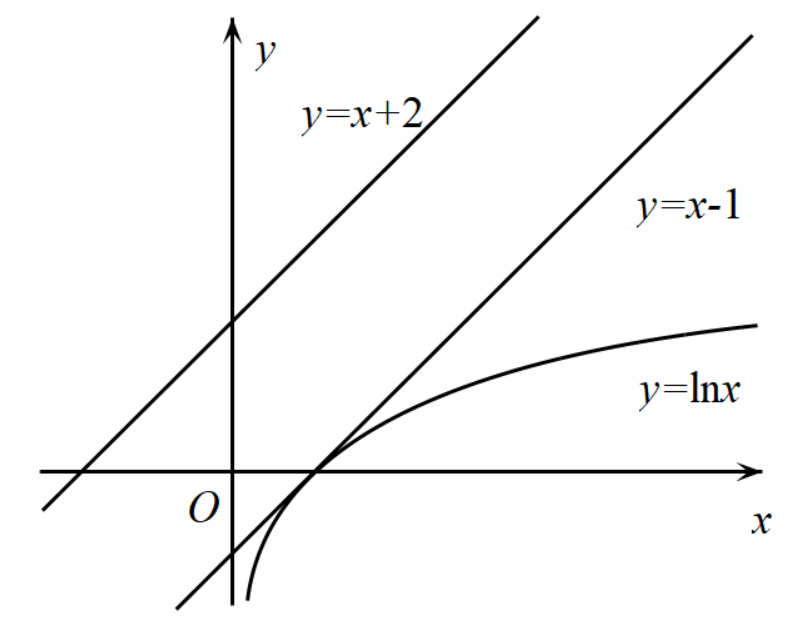 y
y=x+2
y=x-1
y=lnx
O
x